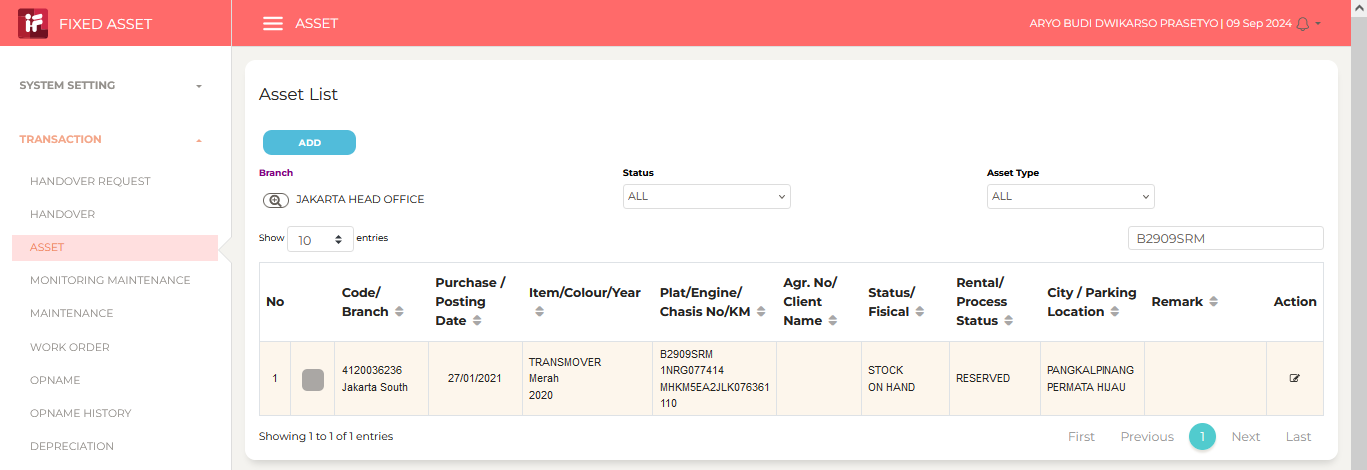 iF FIXED ASSET
ASSET
ARYO BUDI DWIKARSO PRASETYO | 09 Sep 2024
SYSTEM SETTING
TRANSACTION
HANDOVER REQUEST
HANDOVER
ASSET
MONITORING MAINTENANCE
MAINTENANCE
WORK ORDER
OPNAME
OPNAME HISTORY
DEPRECIATION
Asset List
ADD
Branch
JAKARTA HEAD OFFICE
Status
ALL
Asset Type
ALL
Show 10 entries
B2909SRM
No
Code/
Branch
Purchase /
Posting
Date
Item/Colour/Year
Plat/Engine/
Chasis No/KM
Agr. No/
Client
Name
Status/
Fisical
Rental/
Process
Status
City / Parking
Location
Remark
Action
1
4120036236
Jakarta South
27/01/2021
TRANSMOVER
Merah
2020
B2909SRM
1NRG077414
MHKM5EA2JLK076361
110
STOCK
ON HAND
RESERVED
PANGKALPINANG
PERMATA HIJAU
Showing 1 to 1 of 1 entries
First Previous 1 Next Last